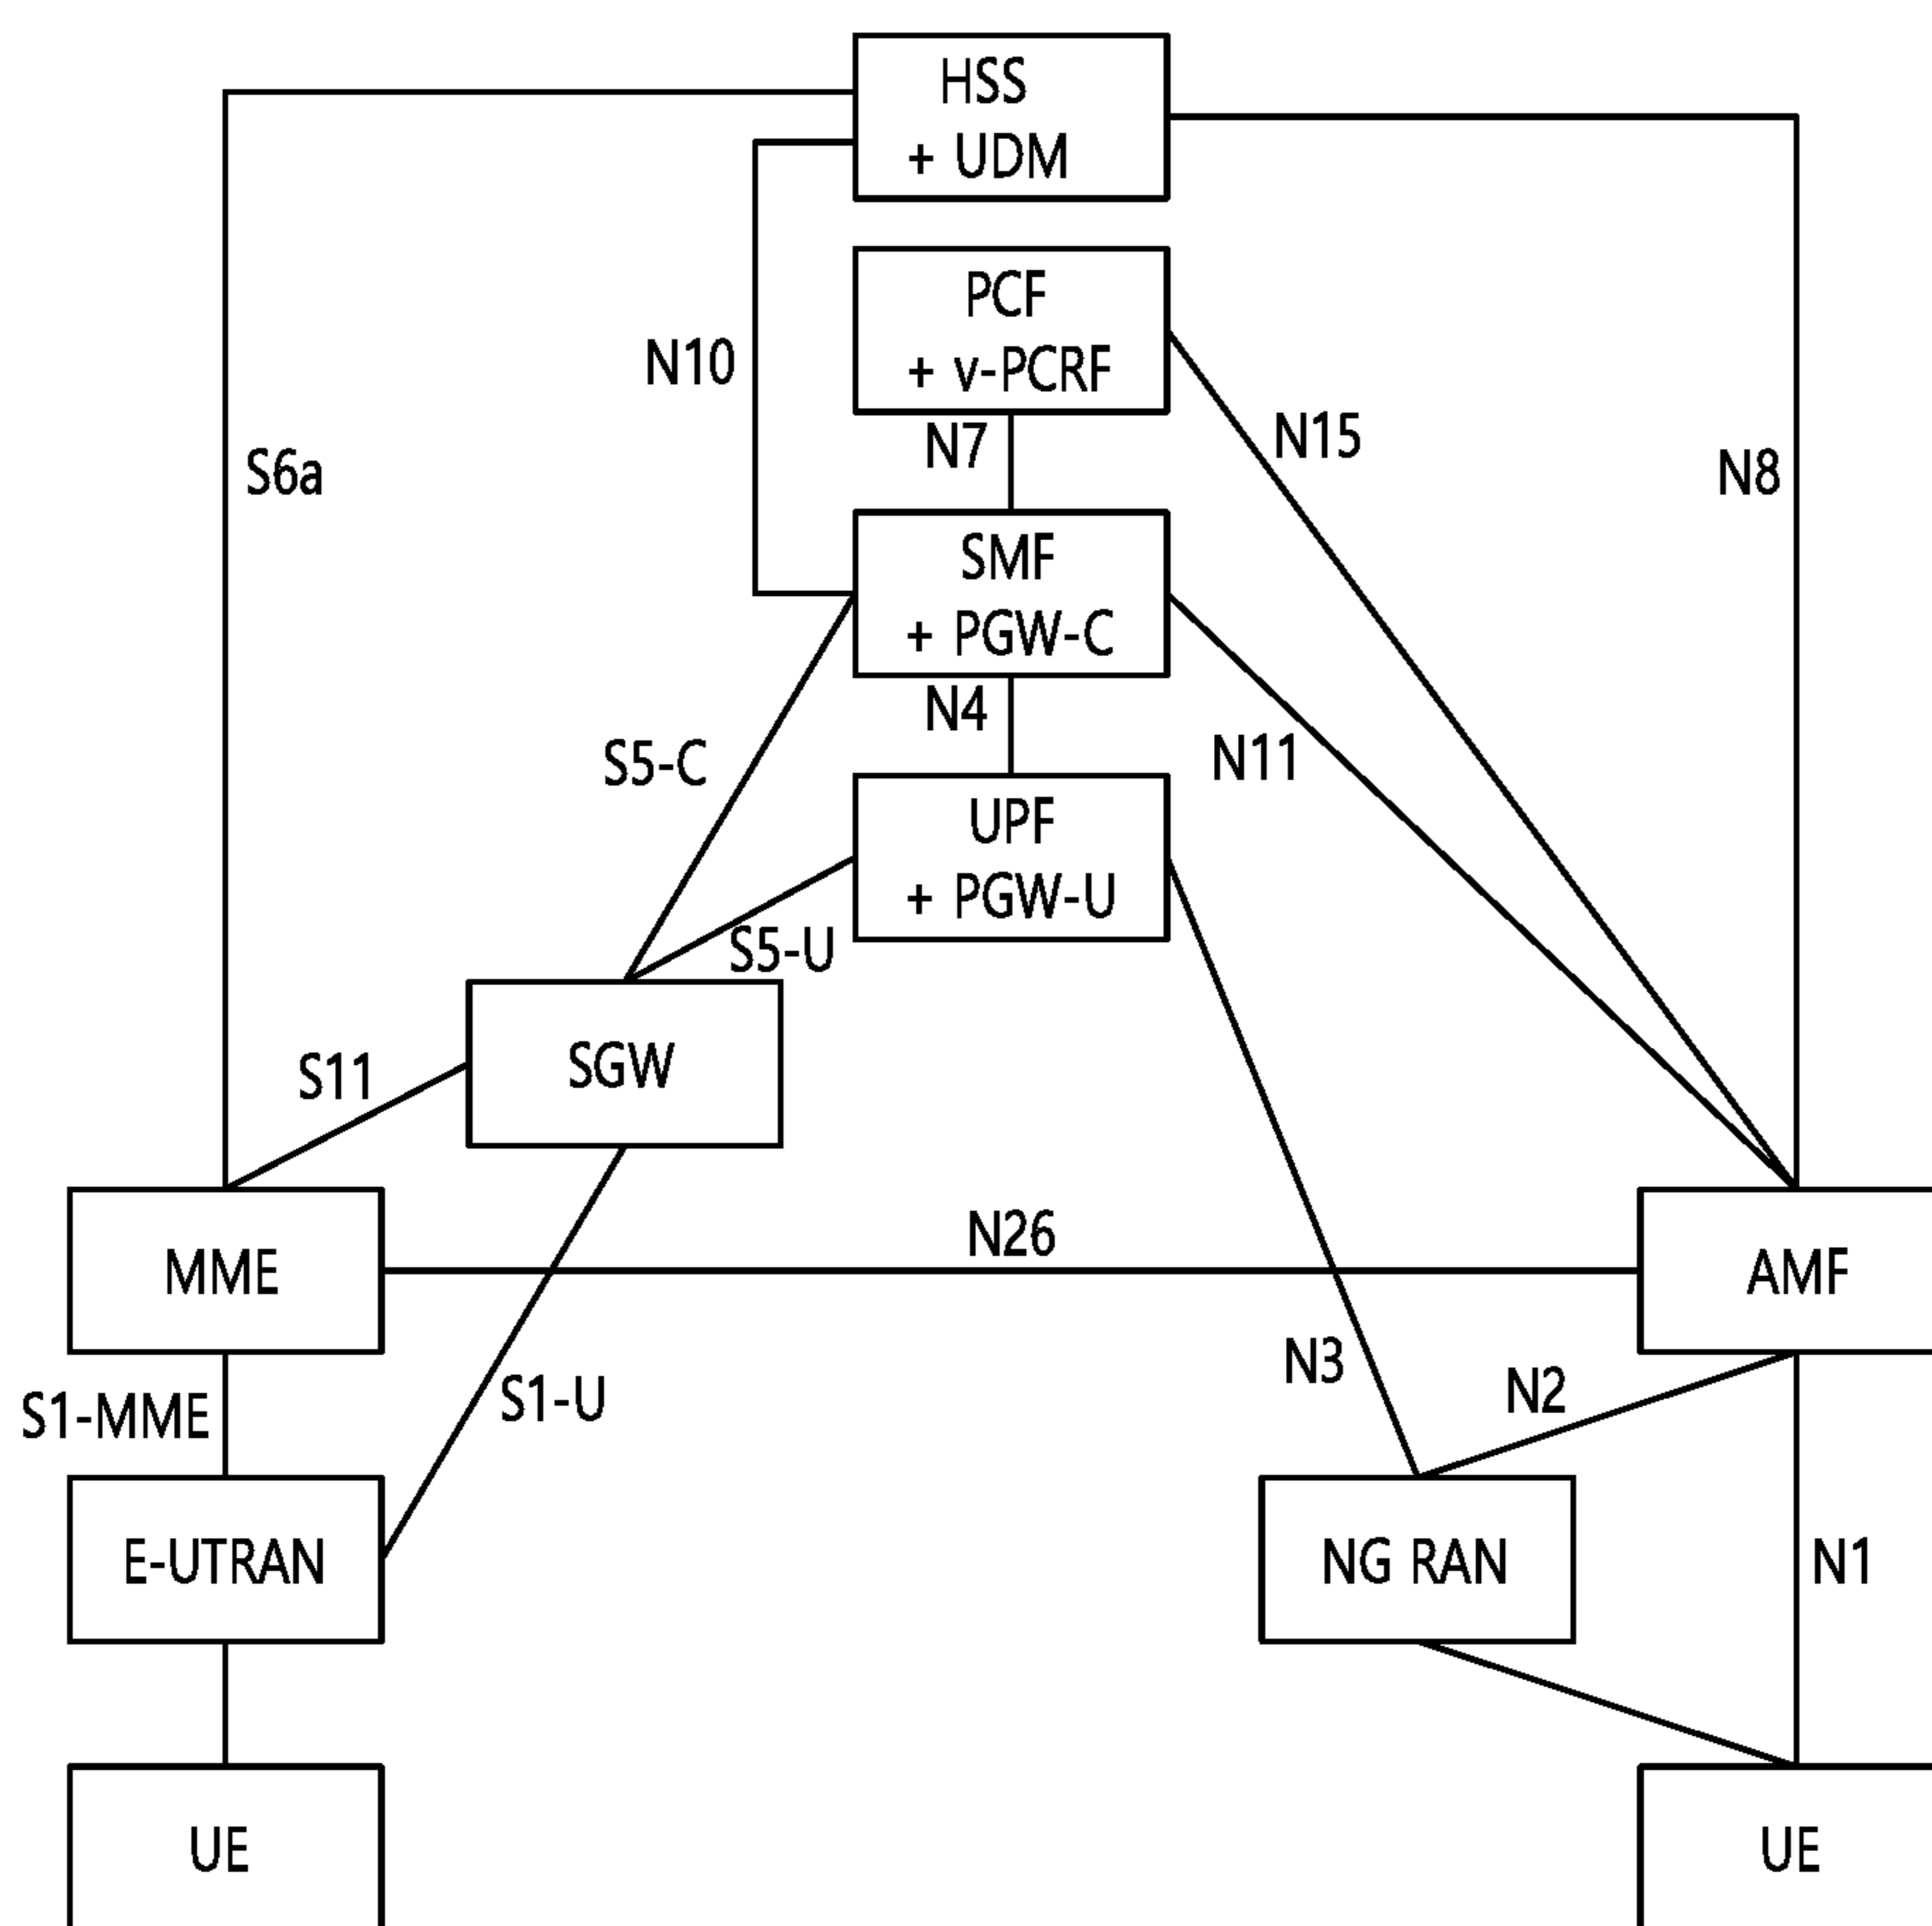 HSS
+ UDM
PCF
+ v-PCRF
N10
N7
N15
S6a
N8
SMF
+ PGW-C
N4
S5-C
N11
UPF
+ PGW-U
S5-U
S11
SGW
N26
MME
AMF
N3
N2
S1-MME
S1-U
E-UTRAN
NG RAN
N1
UE
UE